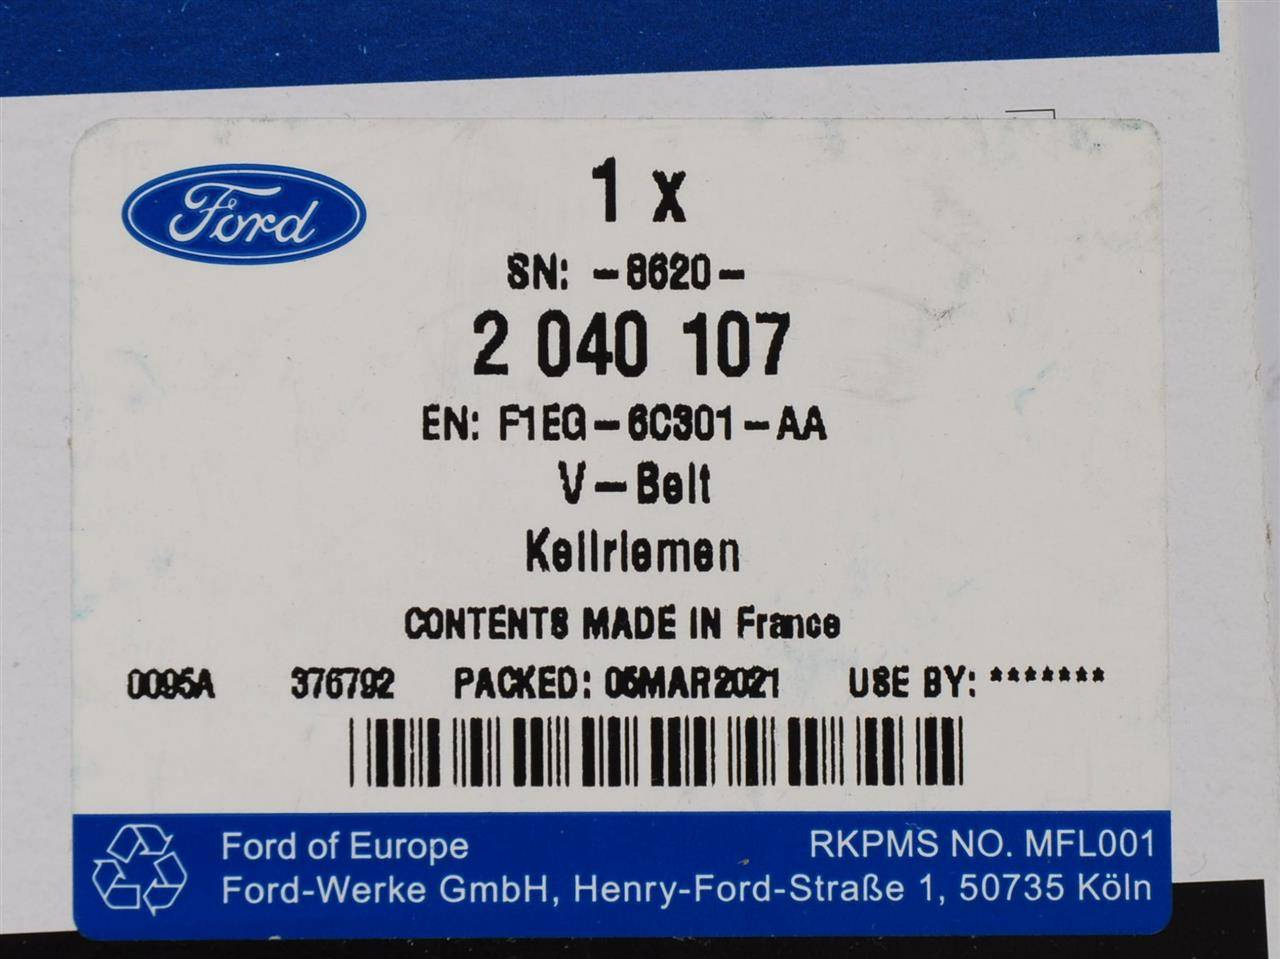 Ford
1 x
SN: -8620-
2 040 107
EN: F1EG-6C301-AA
V-Belt
Keilriemen
CONTENTS MADE IN France
0095A 376792 PACKED: 05MAR2021 USE BY: *******
Ford of Europe RKPMS NO. MFL001
Ford-Werke GmbH, Henry-Ford-Straße 1, 50735 Köln